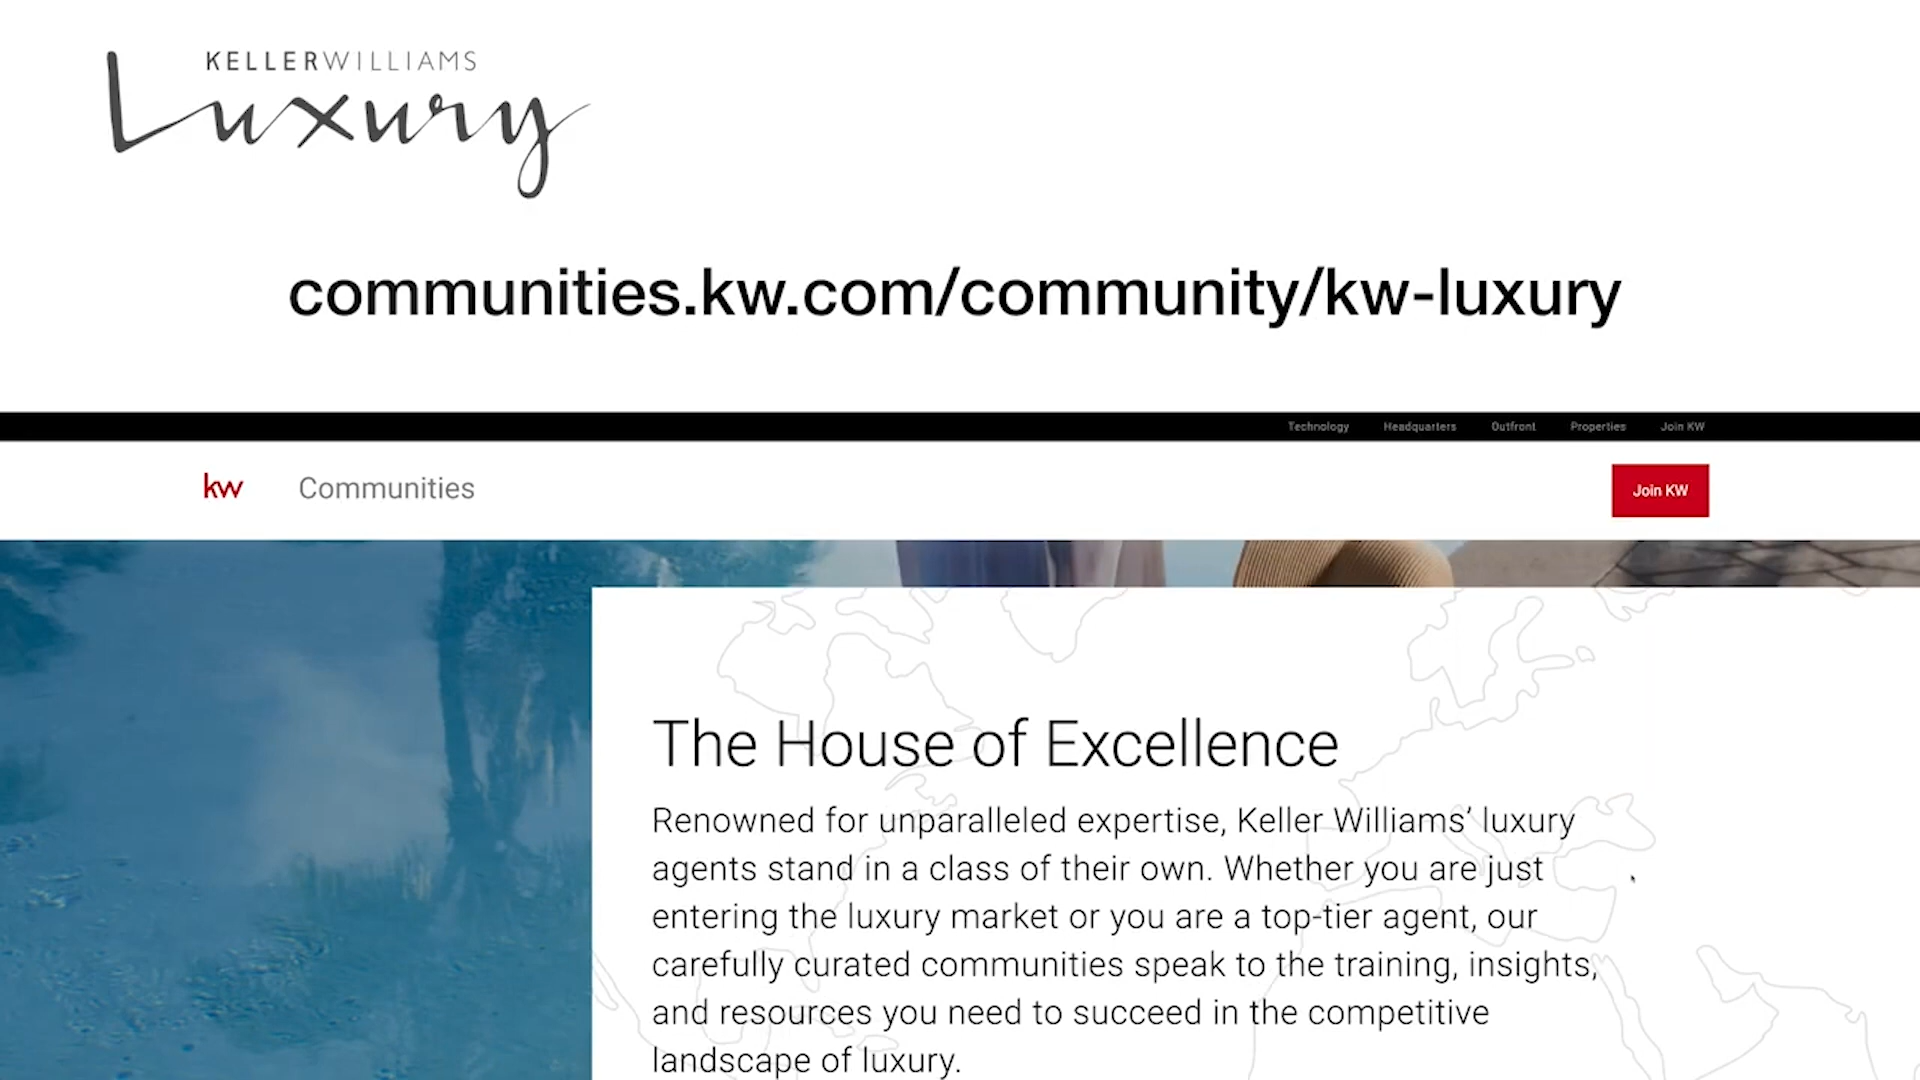 KELLERWILLIAMS
Luxury
communities.kw.com/community/kw-luxury
Technology Headquarters Outfront Properties Join KW
kw Communities Join KW
The House of Excellence
Renowned for unparalleled expertise, Keller Williams’ luxury
agents stand in a class of their own. Whether you are just
entering the luxury market or you are a top-tier agent, our
carefully curated communities speak to the training, insights,
and resources you need to succeed in the competitive
landscape of luxury.